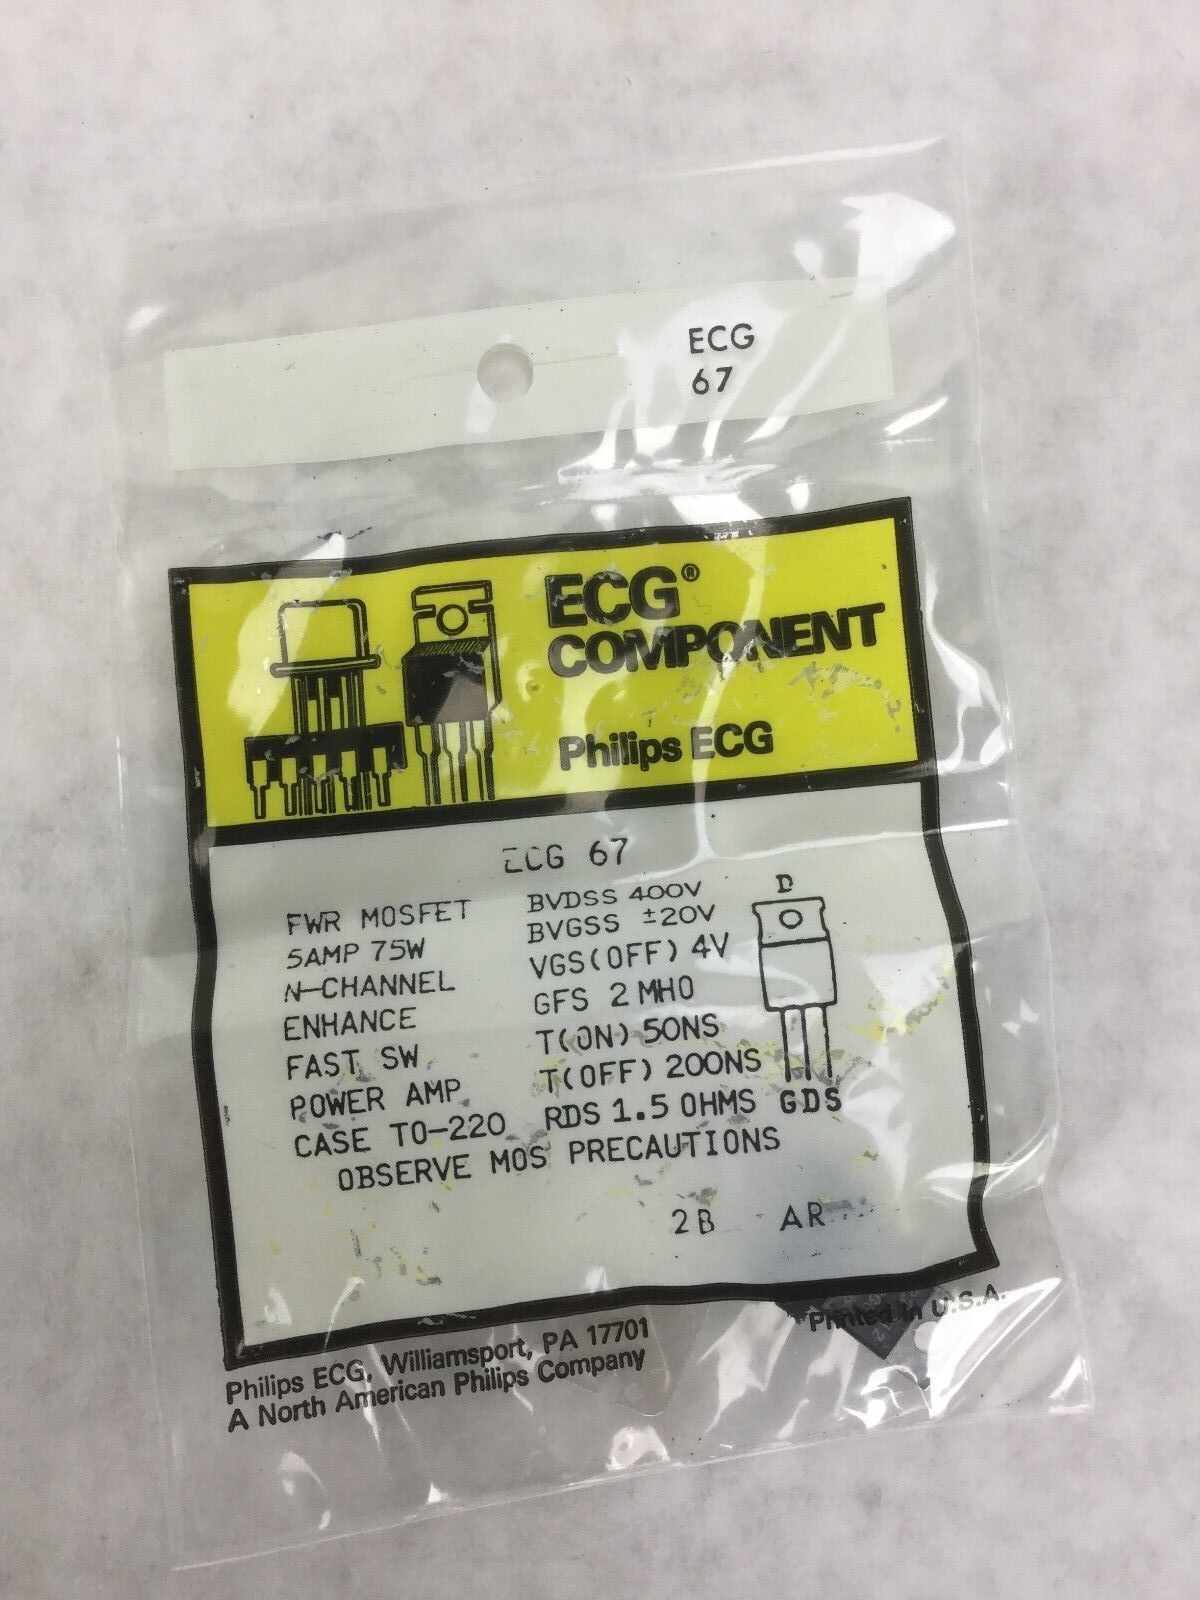 ECG
67
ECG®
COMPONENT
Philips ECG
ECG 67
PWR MOSFET
5AMP 75W
N-CHANNEL
ENHANCE
FAST SW
POWER AMP
CASE TO-220
BVDSS 400V
BVGSS ±20V
VGS(OFF) 4V
GFS 2 MHO
T(ON) 50NS
T(OFF) 200NS
RDS 1.5 OHMS
D
GDS
OBSERVE MOS PRECAUTIONS
2B AR
Printed in U.S.A.
Philips ECG, Williamsport, PA 17701
A North American Philips Company